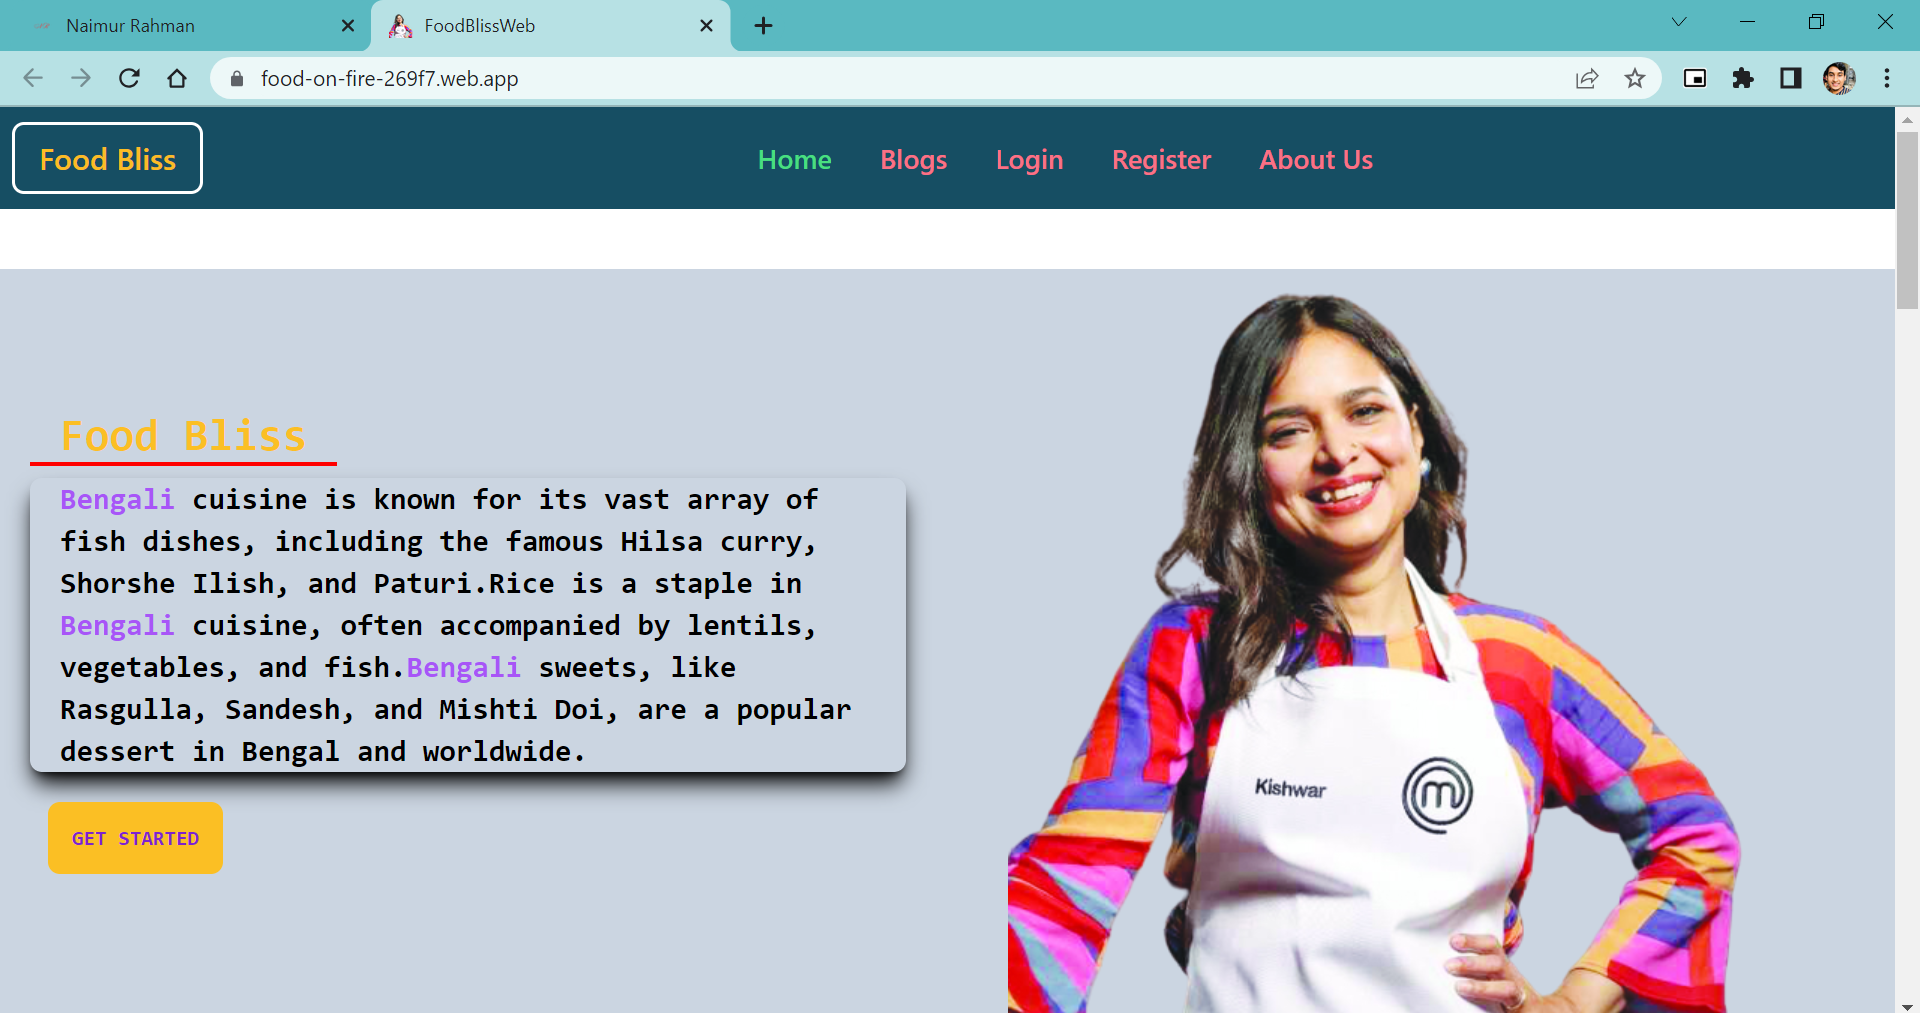 Naimur Rahman
FoodBlissWeb
food-on-fire-269f7.web.app
Food Bliss
Home Blogs Login Register About Us
Food Bliss
Bengali cuisine is known for its vast array of
fish dishes, including the famous Hilsa curry,
Shorshe Ilish, and Paturi.Rice is a staple in
Bengali cuisine, often accompanied by lentils,
vegetables, and fish.Bengali sweets, like
Rasgulla, Sandesh, and Mishti Doi, are a popular
dessert in Bengal and worldwide.
GET STARTED
Kishwar
m